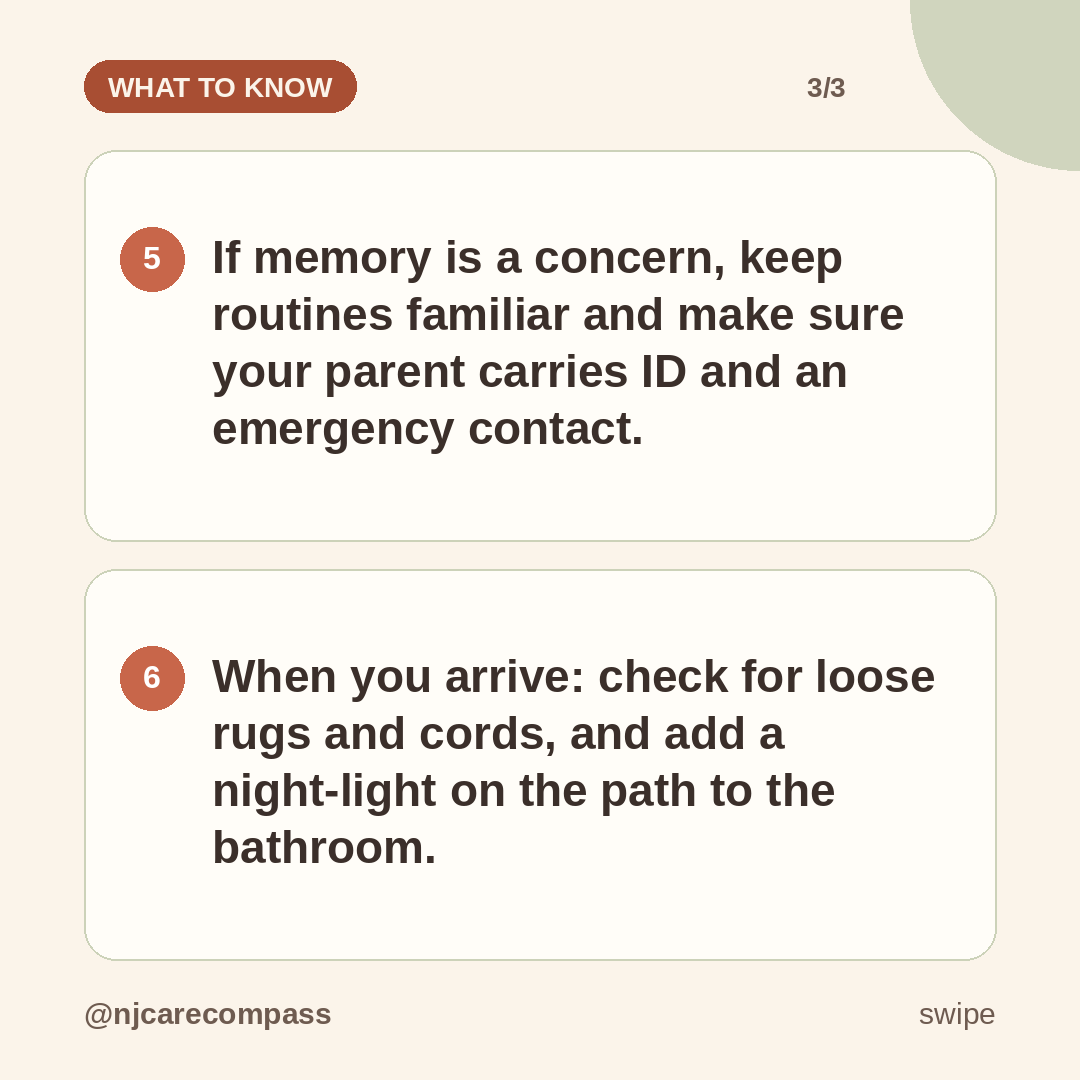 WHAT TO KNOW
3/3
5
If memory is a concern, keep
routines familiar and make sure
your parent carries ID and an
emergency contact.
6
When you arrive: check for loose
rugs and cords, and add a
night-light on the path to the
bathroom.
@njcarecompass
swipe